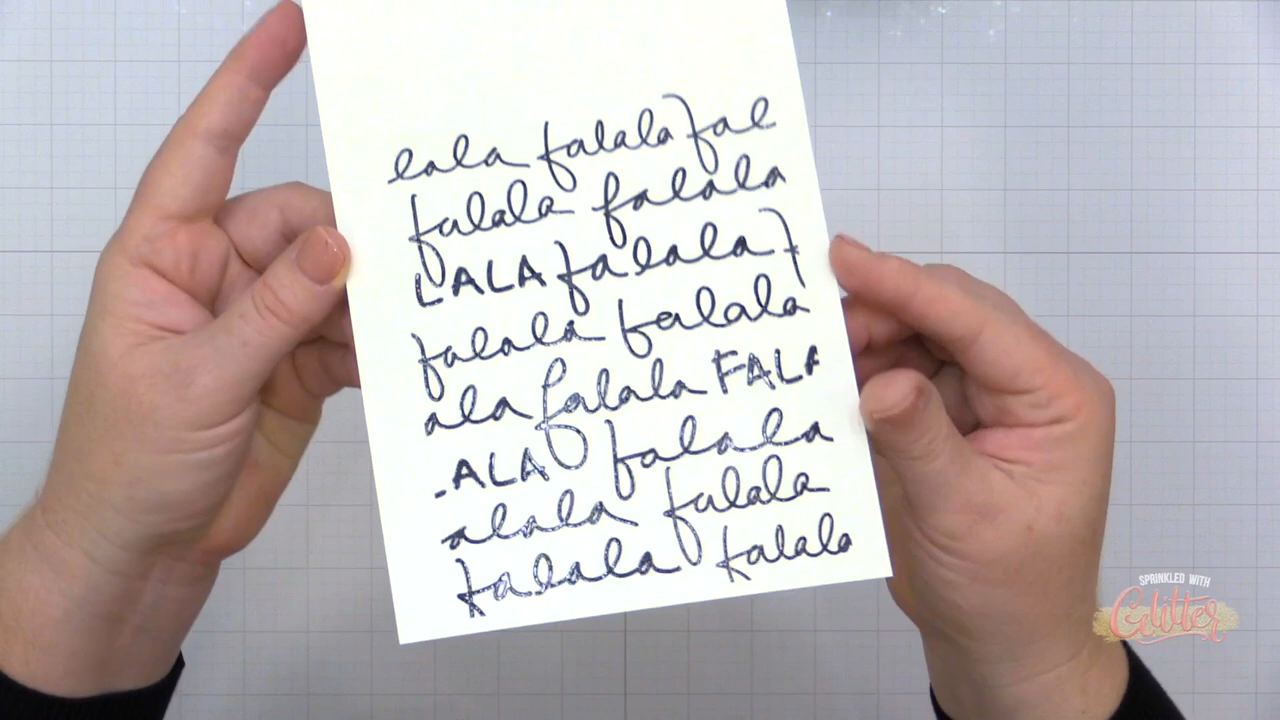 lala falala fal
falala falala
LALA falala f
falala falala
ala falala FALA
ALA falala
alala falala
falala falala
SPRINKLED WITH
Glitter